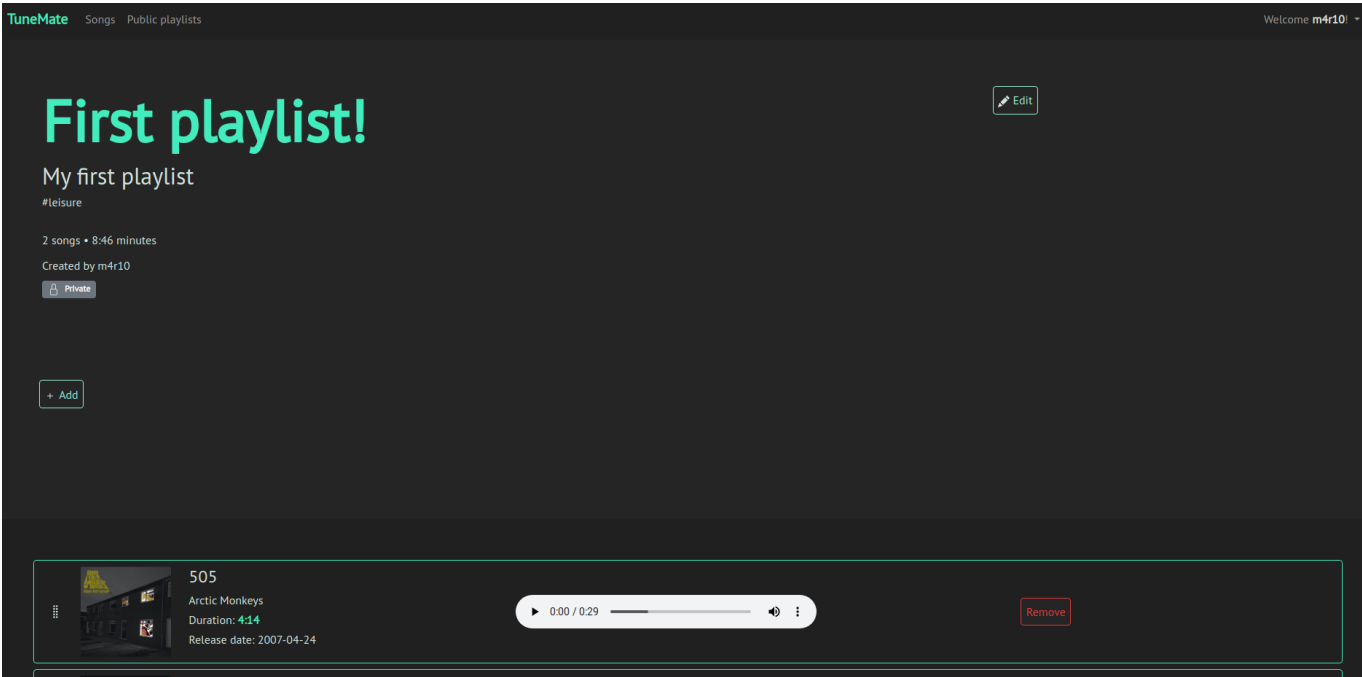 TuneMate Songs Public playlists Welcome m4r10!
First playlist!
Edit
My first playlist
#leisure
2 songs • 8:46 minutes
Created by m4r10
Private
+ Add
505
Arctic Monkeys
Duration: 4:14
Release date: 2007-04-24
0:00 / 0:29
Remove